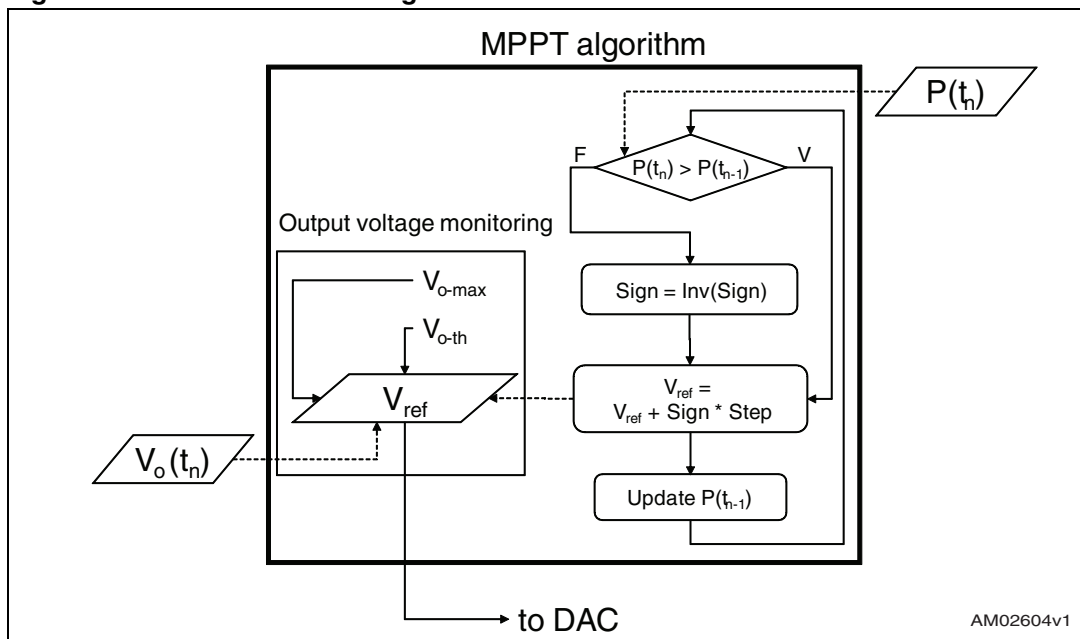 MPPT algorithm
P(tn)
F
V
P(tn) > P(tn-1)
Output voltage monitoring
Vo-max
Sign = Inv(Sign)
Vo-th
Vref
Vref =
Vref + Sign * Step
Vo(tn)
Update P(tn-1)
to DAC
AM02604v1